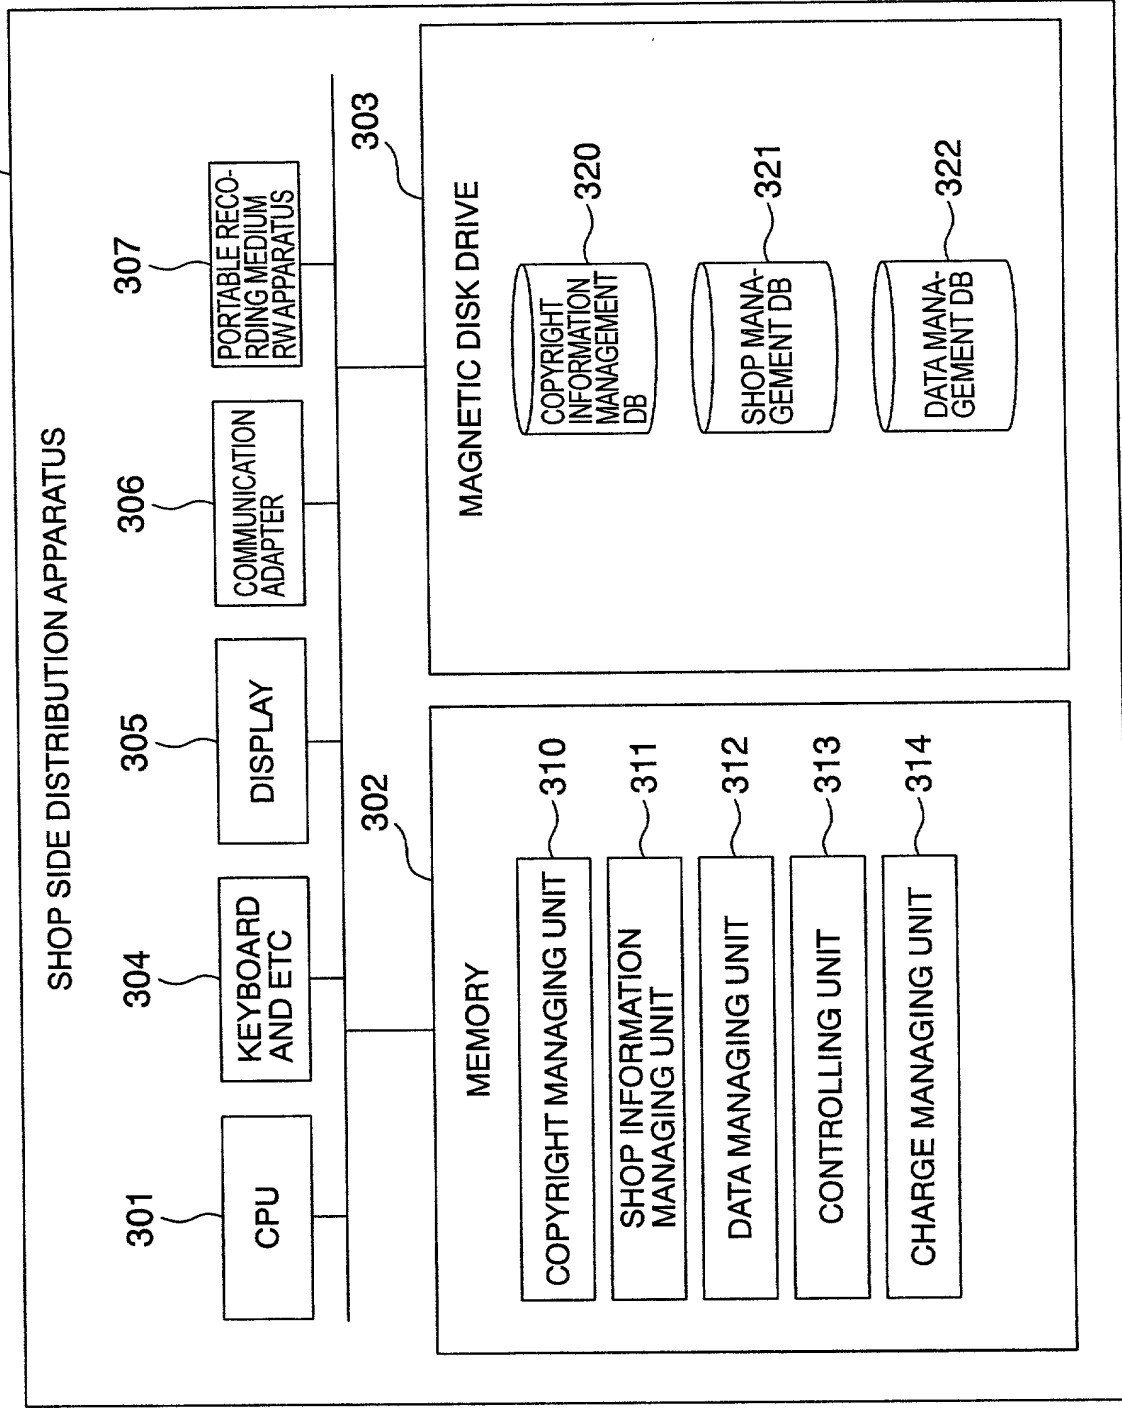 SHOP SIDE DISTRIBUTION APPARATUS
301
304
305
306
307
CPU
KEYBOARD
AND ETC
DISPLAY
COMMUNICATION
ADAPTER
PORTABLE RECO-
RDING MEDIUM
RW APPARATUS
302
303
MEMORY
COPYRIGHT MANAGING UNIT
310
SHOP INFORMATION
MANAGING UNIT
311
DATA MANAGING UNIT
312
CONTROLLING UNIT
313
CHARGE MANAGING UNIT
314
MAGNETIC DISK DRIVE
COPYRIGHT
INFORMATION
MANAGEMENT
DB
320
SHOP MANA-
GEMENT DB
321
DATA MANA-
GEMENT DB
322